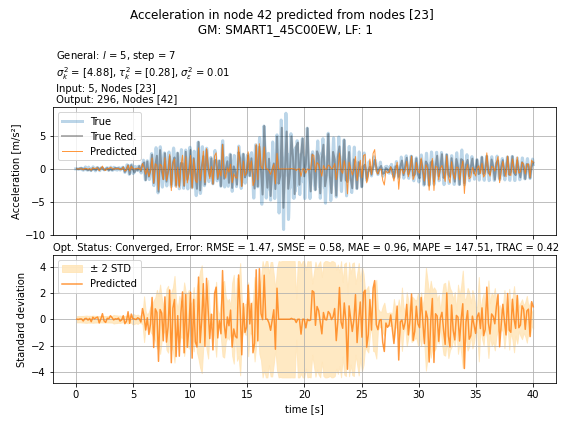 Acceleration in node 42 predicted from nodes [23]
GM: SMART1_45C00EW, LF: 1
General: l = 5, step = 7
σ_k^2 = [4.88], τ_k^2 = [0.28], σ_ε^2 = 0.01
Input: 5, Nodes [23]
Output: 296, Nodes [42]
True
True Red.
Predicted
Acceleration [m/s²]
5
0
−5
−10
Opt. Status: Converged, Error: RMSE = 1.47, SMSE = 0.58, MAE = 0.96, MAPE = 147.51, TRAC = 0.42
± 2 STD
Predicted
Standard deviation
4
2
0
−2
−4
0 5 10 15 20 25 30 35 40
time [s]